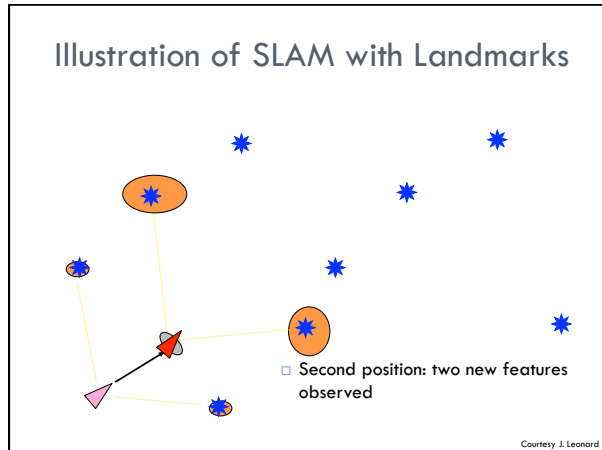 Illustration of SLAM with Landmarks
Second position: two new features
observed
Courtesy J. Leonard